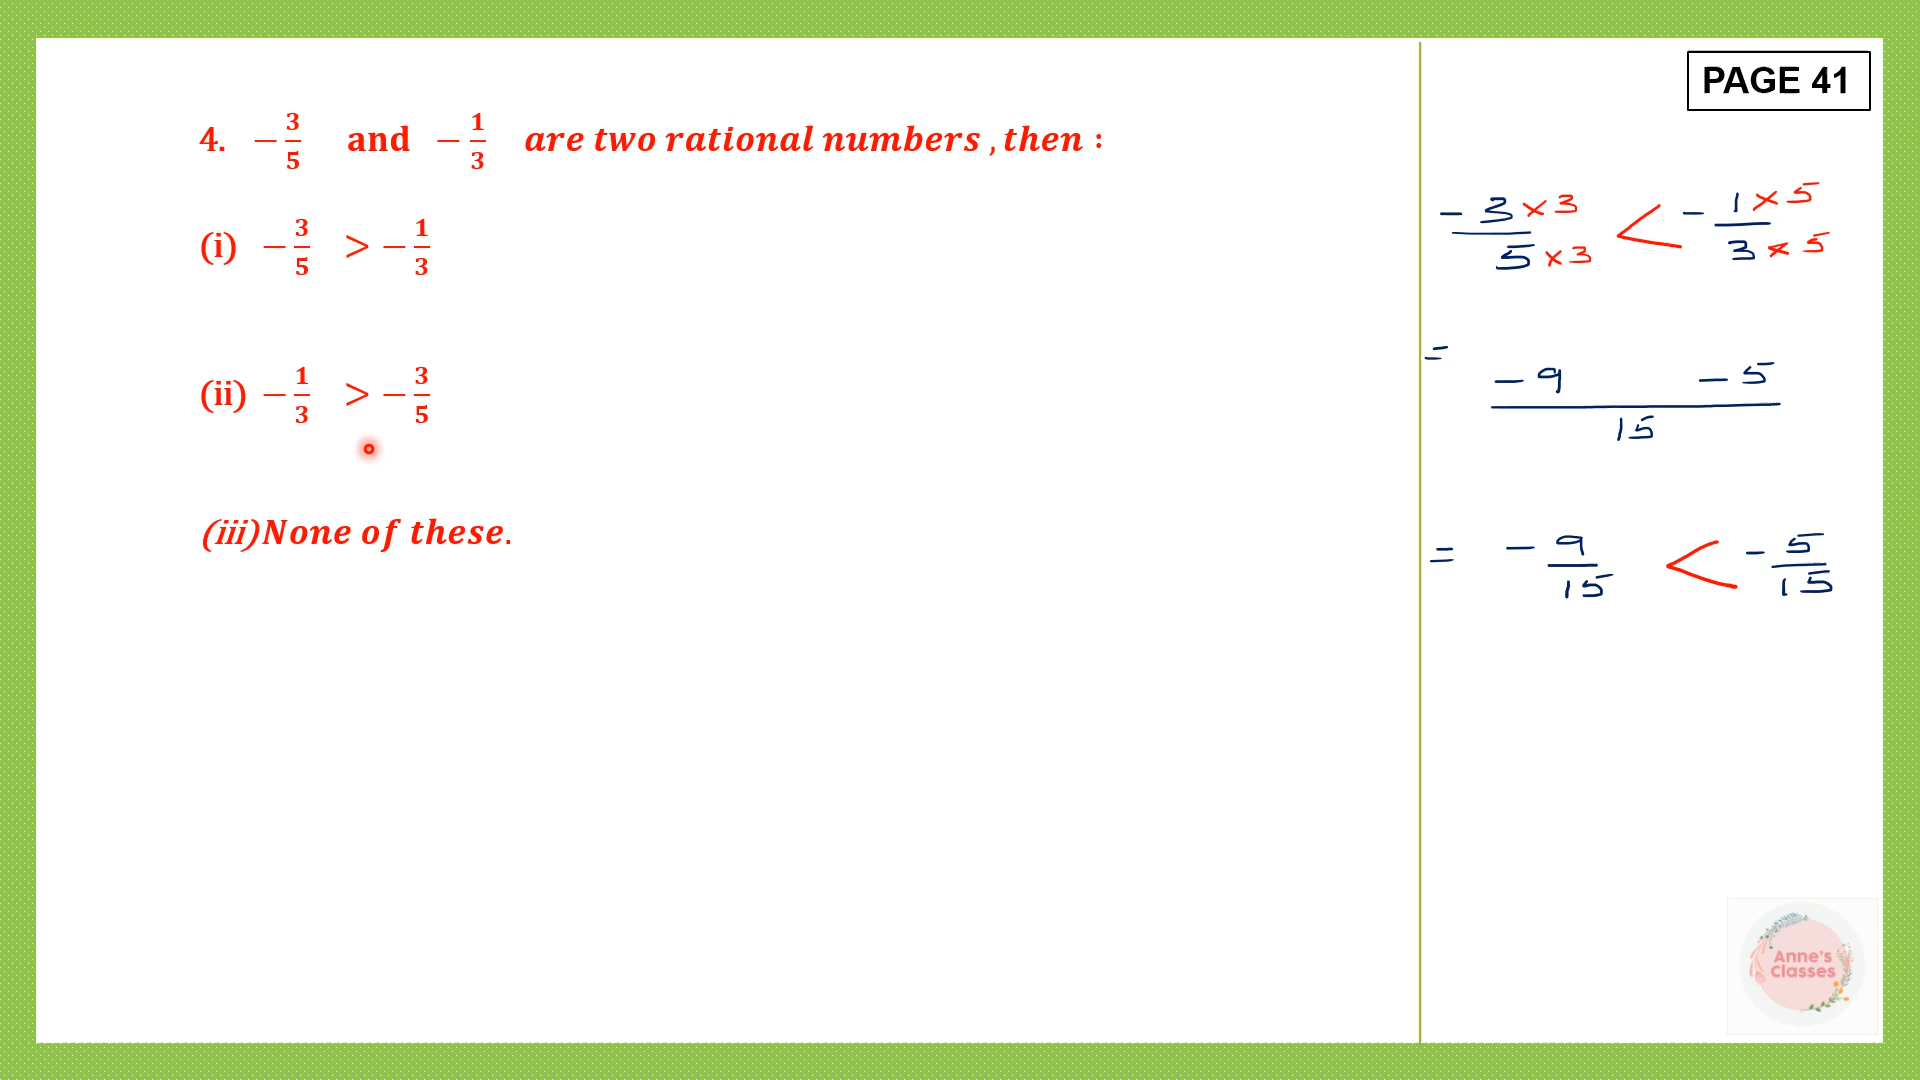 PAGE 41
4. −3/5 and −1/3 are two rational numbers , then :
(i) −3/5 > −1/3
(ii) −1/3 > −3/5
(iii) None of these.
−3×3/5×3 < −1×5/3×5
= −9 −5/15
= −9/15 < −5/15
Anne's
Classes